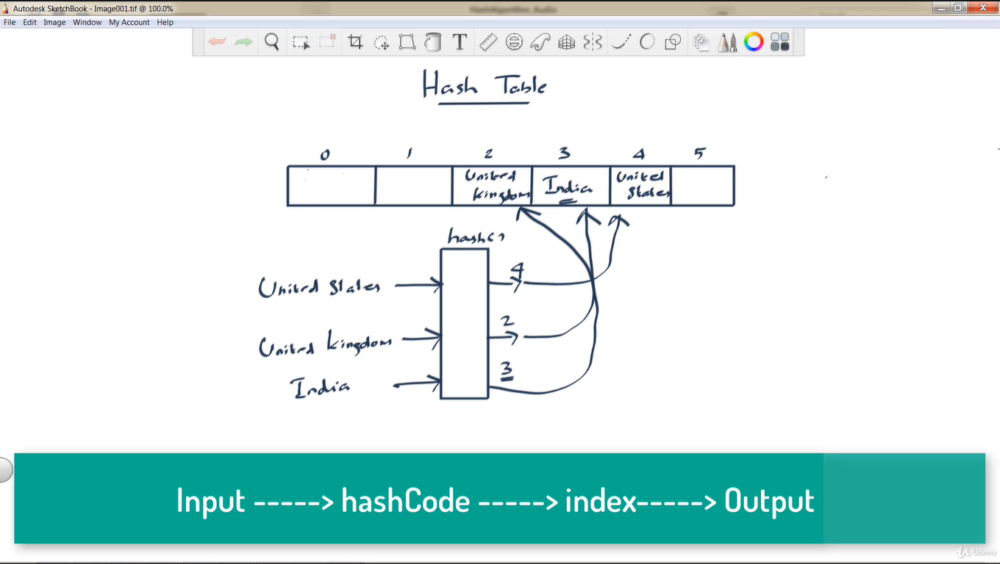 Autodesk SketchBook - Image001.tif @ 100.0%
HashAlgorithm_Audio
File Edit Image Window My Account Help
T
Hash Table
0 1 2 3 4 5
United Kingdom
India
United States
hash()
United States
4
United Kingdom
2
India
3
Input -----> hashCode -----> index-----> Output
Udemy